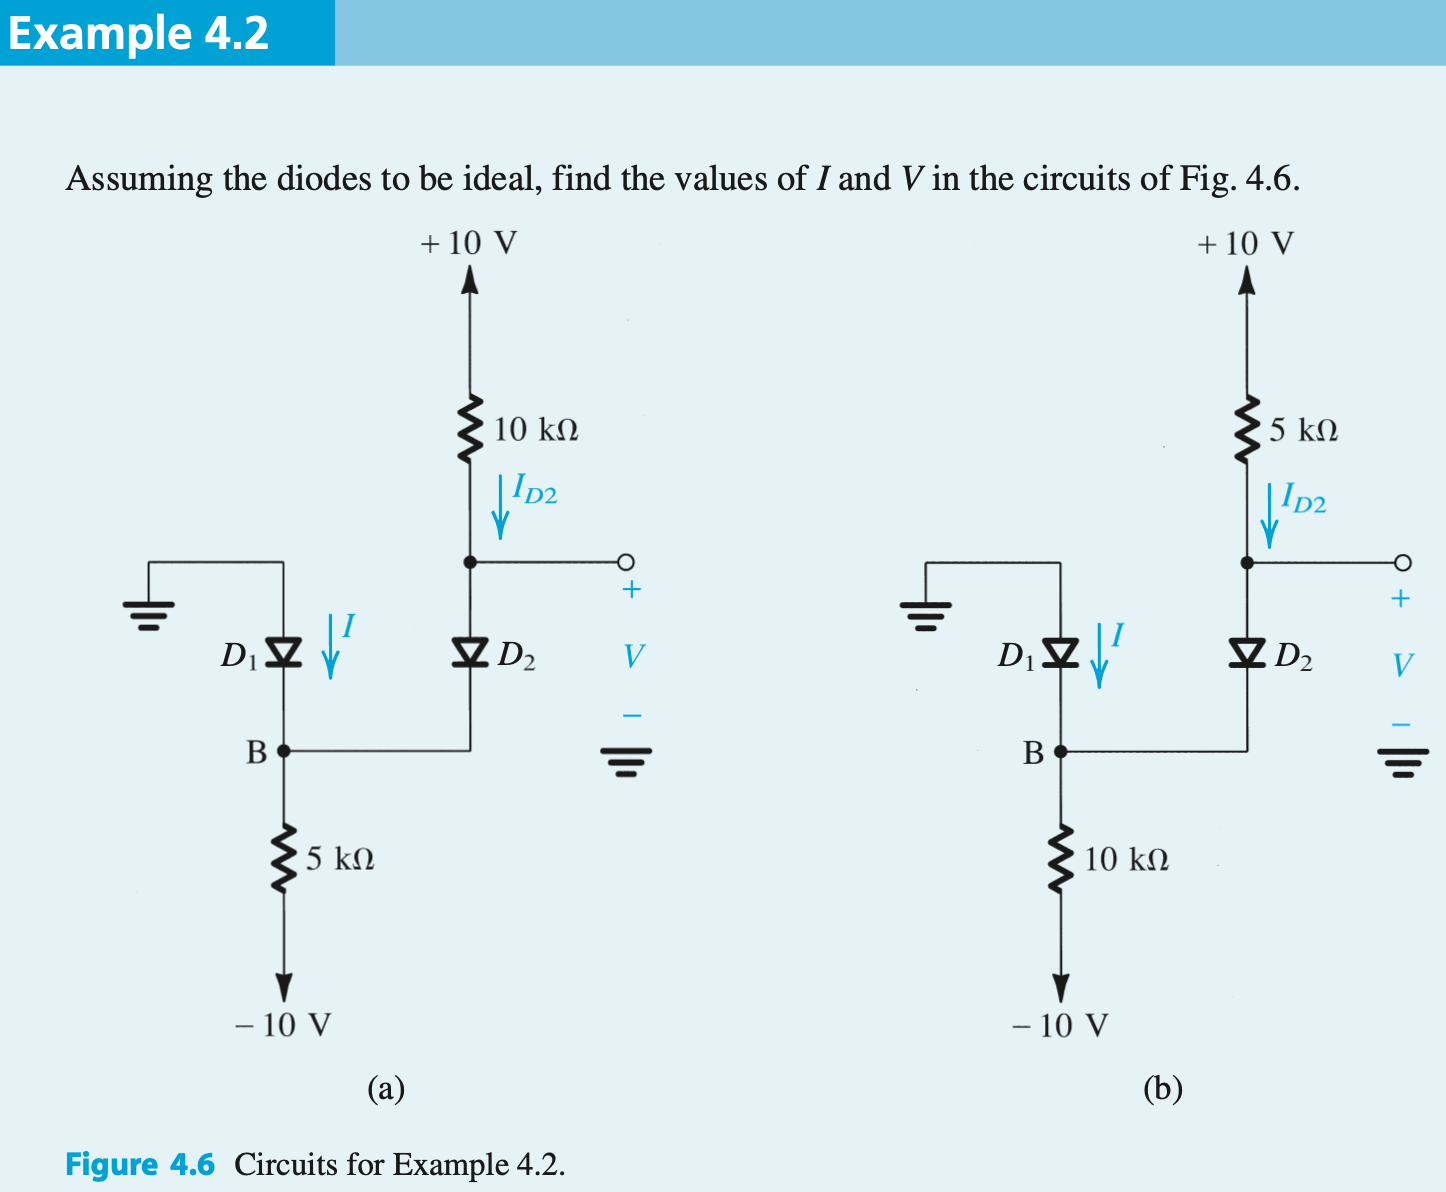 Example 4.2
Assuming the diodes to be ideal, find the values of I and V in the circuits of Fig. 4.6.
+ 10 V
10 kΩ
I_D2
I
D₁
D₂
+
V
−
B
5 kΩ
− 10 V
(a)
+ 10 V
5 kΩ
I_D2
I
D₁
D₂
+
V
−
B
10 kΩ
− 10 V
(b)
Figure 4.6 Circuits for Example 4.2.